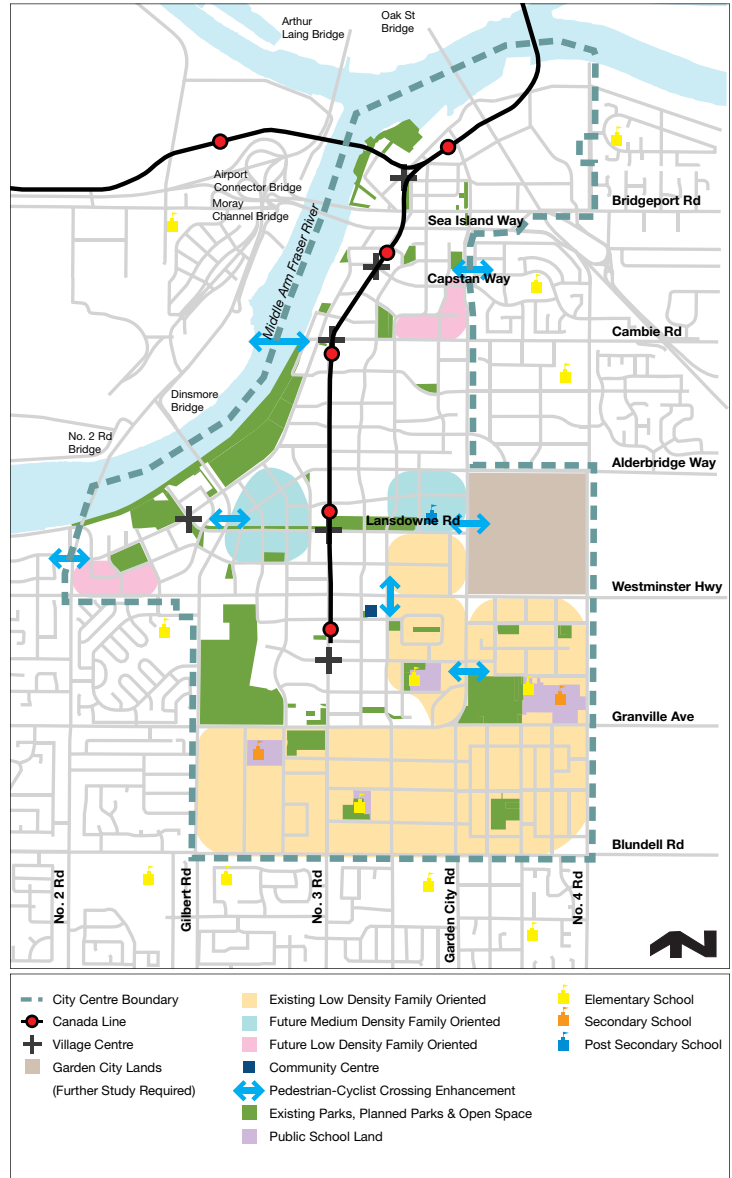 Arthur
Laing Bridge
Oak St
Bridge
Airport
Connector Bridge
Moray
Channel Bridge
Bridgeport Rd
Sea Island Way
Middle Arm Fraser River
Capstan Way
Cambie Rd
Dinsmore
Bridge
No. 2 Rd
Bridge
Alderbridge Way
Lansdowne Rd
Westminster Hwy
Granville Ave
Blundell Rd
No. 2 Rd
Gilbert Rd
No. 3 Rd
Garden City Rd
No. 4 Rd
N
City Centre Boundary
Canada Line
Village Centre
Garden City Lands
(Further Study Required)
Existing Low Density Family Oriented
Future Medium Density Family Oriented
Future Low Density Family Oriented
Community Centre
Pedestrian-Cyclist Crossing Enhancement
Existing Parks, Planned Parks & Open Space
Public School Land
Elementary School
Secondary School
Post Secondary School